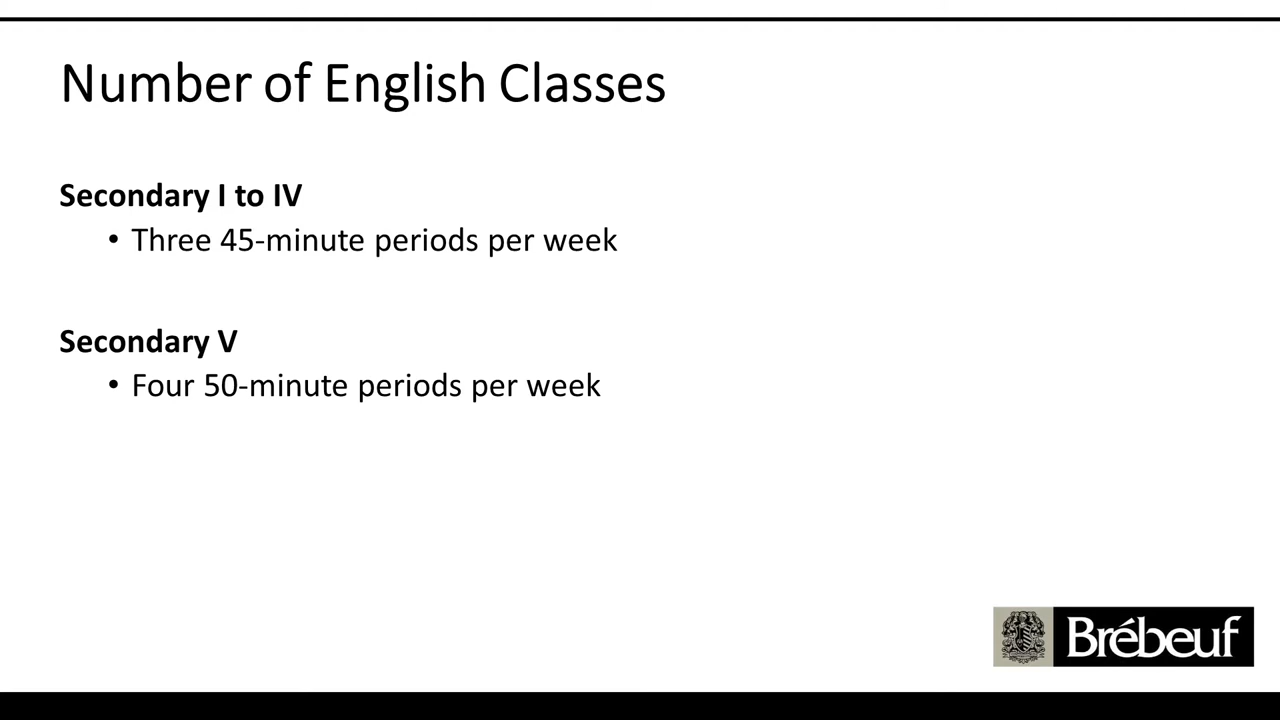 Number of English Classes
Secondary I to IV
• Three 45-minute periods per week
Secondary V
• Four 50-minute periods per week
Brébeuf